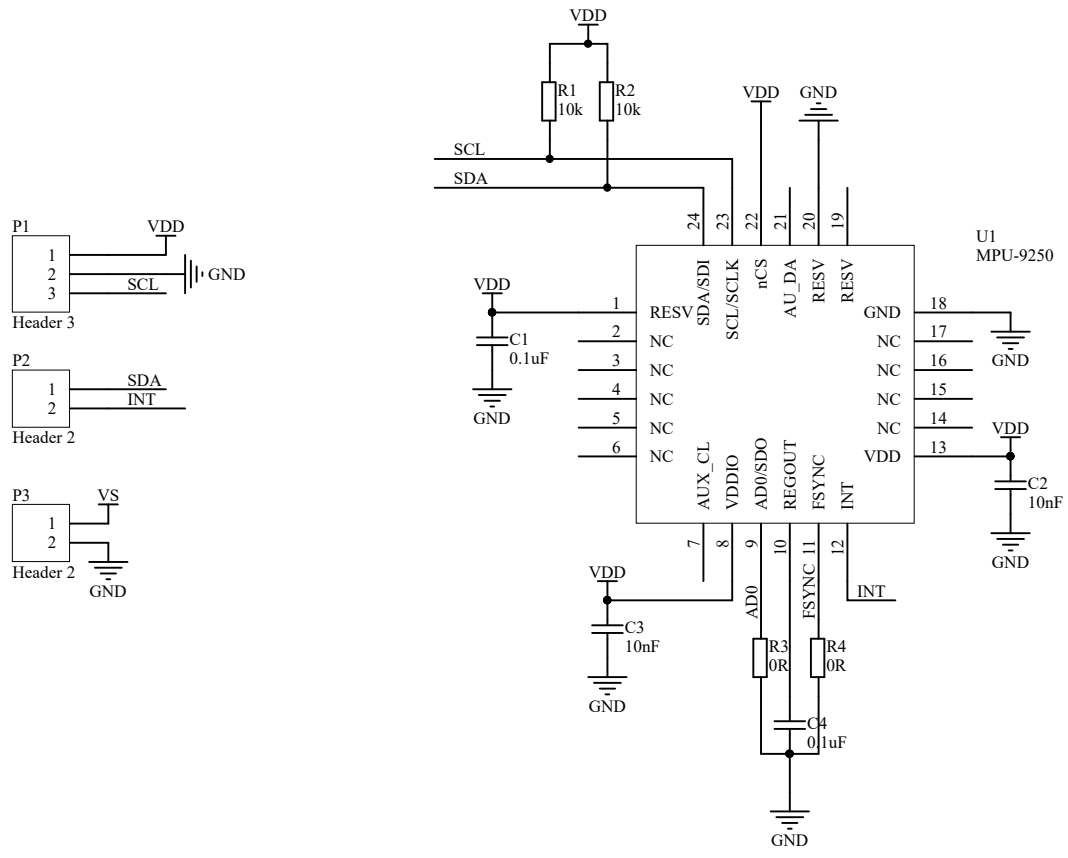 VDD
R1
10k
R2
10k
VDD
GND
SCL
SDA
24
23
22
21
20
19
SDA/SDI
SCL/SCLK
nCS
AU_DA
RESV
RESV
U1
MPU-9250
P1
1
2
3
Header 3
VDD
GND
SCL
P2
1
2
Header 2
SDA
INT
P3
1
2
Header 2
VS
GND
VDD
C1
0.1uF
GND
1 RESV
2 NC
3 NC
4 NC
5 NC
6 NC
GND 18
NC 17
NC 16
NC 15
NC 14
VDD 13
GND
VDD
C2
10nF
GND
AUX_CL
VDDIO
AD0/SDO
REGOUT
FSYNC
INT
7
8
9
10
11
12
VDD
C3
10nF
GND
AD0
FSYNC
INT
R3
0R
R4
0R
C4
0.1uF
GND